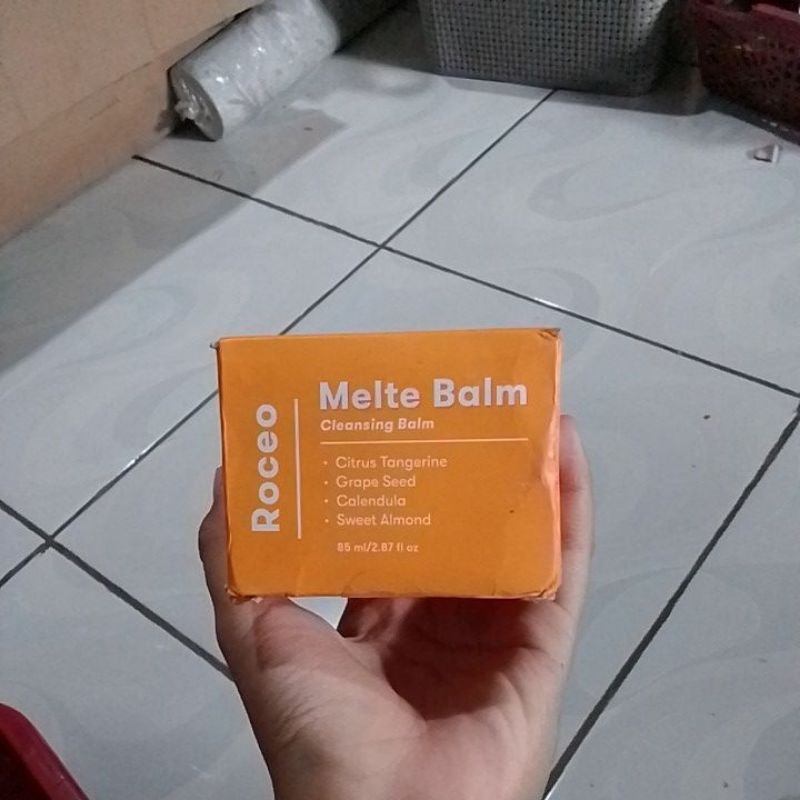 Roceo
Melte Balm
Cleansing Balm
• Citrus Tangerine
• Grape Seed
• Calendula
• Sweet Almond
85 ml/2.87 fl oz